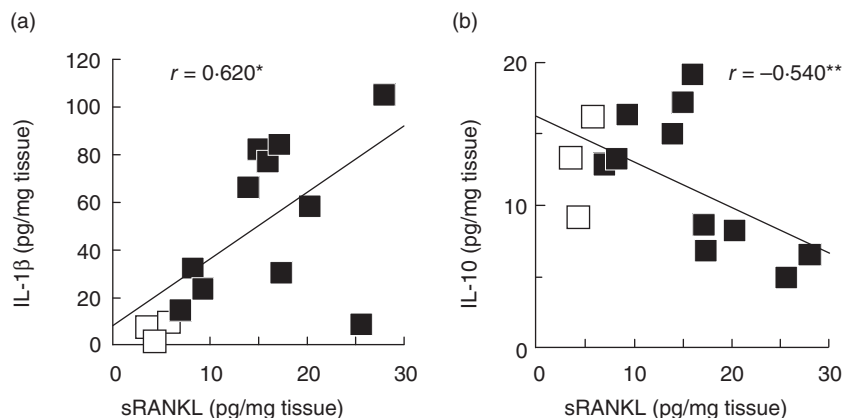 (a)
r = 0·620*
120
100
80
60
40
20
0
IL-1β (pg/mg tissue)
0 10 20 30
sRANKL (pg/mg tissue)
(b)
r = –0·540**
20
10
0
IL-10 (pg/mg tissue)
0 10 20 30
sRANKL (pg/mg tissue)